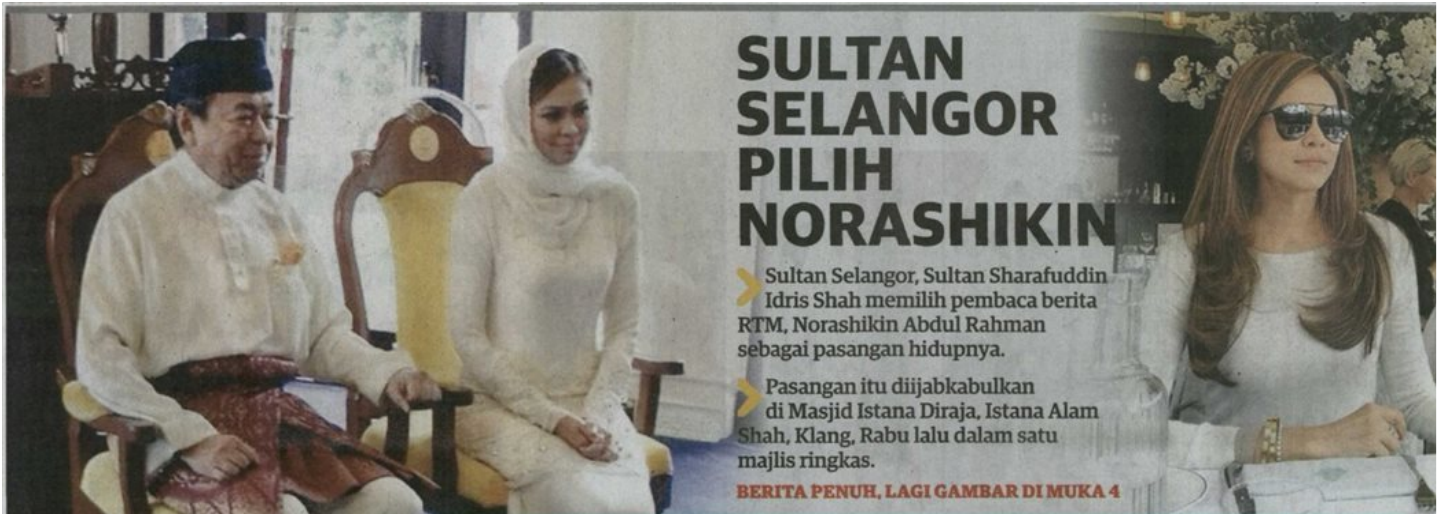 SULTAN
SELANGOR
PILIH
NORASHIKIN
Sultan Selangor, Sultan Sharafuddin
Idris Shah memilih pembaca berita
RTM, Norashikin Abdul Rahman
sebagai pasangan hidupnya.
Pasangan itu diijabkabulkan
di Masjid Istana Diraja, Istana Alam
Shah, Klang, Rabu lalu dalam satu
majlis ringkas.
BERITA PENUH, LAGI GAMBAR DI MUKA 4